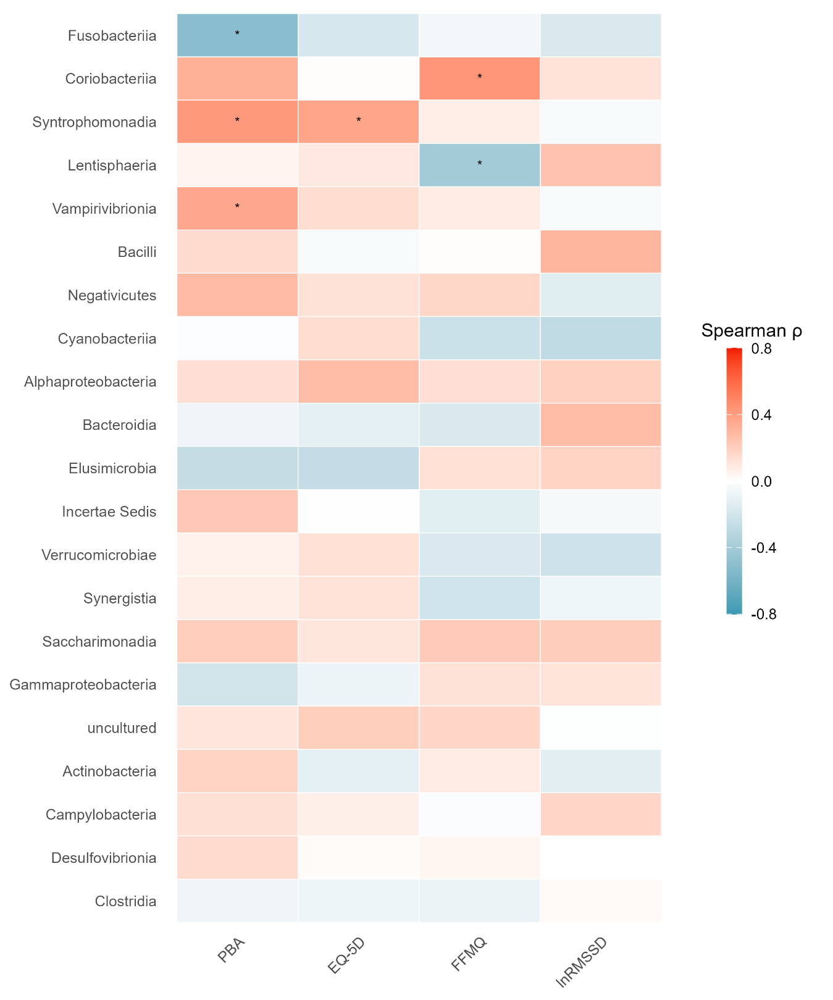 Fusobacteriia
*
Coriobacteriia
*
Syntrophomonadia
* *
Lentisphaeria
*
Vampirivibrionia
*
Bacilli
Negativicutes
Cyanobacteriia
Alphaproteobacteria
Bacteroidia
Elusimicrobia
Incertae Sedis
Verrucomicrobiae
Synergistia
Saccharimonadia
Gammaproteobacteria
uncultured
Actinobacteria
Campylobacteria
Desulfovibrionia
Clostridia
PBA
EQ-5D
FFMQ
lnRMSSD
Spearman ρ
0.8
0.4
0.0
-0.4
-0.8